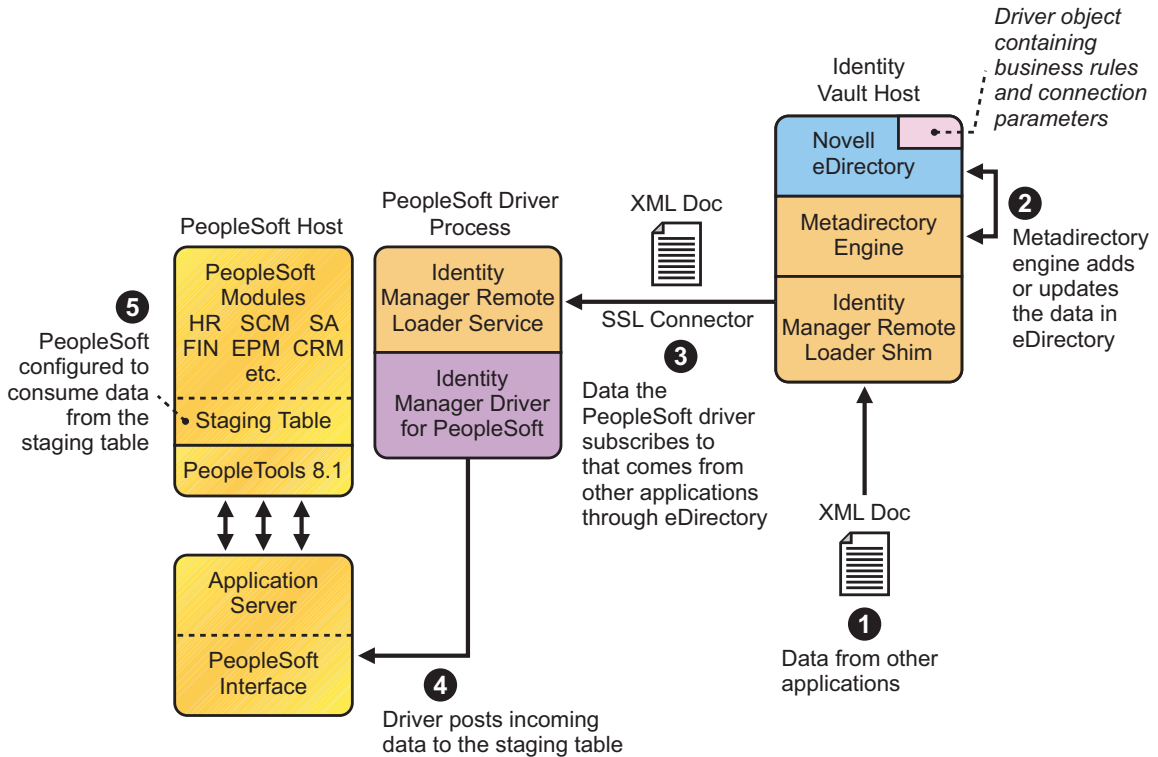 Driver object
containing
business rules
and connection
parameters
Identity
Vault Host
Novell
eDirectory
Metadirectory
Engine
Identity
Manager Remote
Loader Shim
2
Metadirectory
engine adds
or updates
the data in
eDirectory
XML Doc
SSL Connector
3
Data the
PeopleSoft driver
subscribes to
that comes from
other applications
through eDirectory
XML Doc
1
Data from other
applications
PeopleSoft Driver
Process
Identity
Manager Remote
Loader Service
Identity
Manager Driver
for PeopleSoft
4
Driver posts incoming
data to the staging table
PeopleSoft Host
PeopleSoft
Modules
HR SCM SA
FIN EPM CRM
etc.
Staging Table
PeopleTools 8.1
Application
Server
PeopleSoft
Interface
5
PeopleSoft
configured to
consume data
from the
staging table